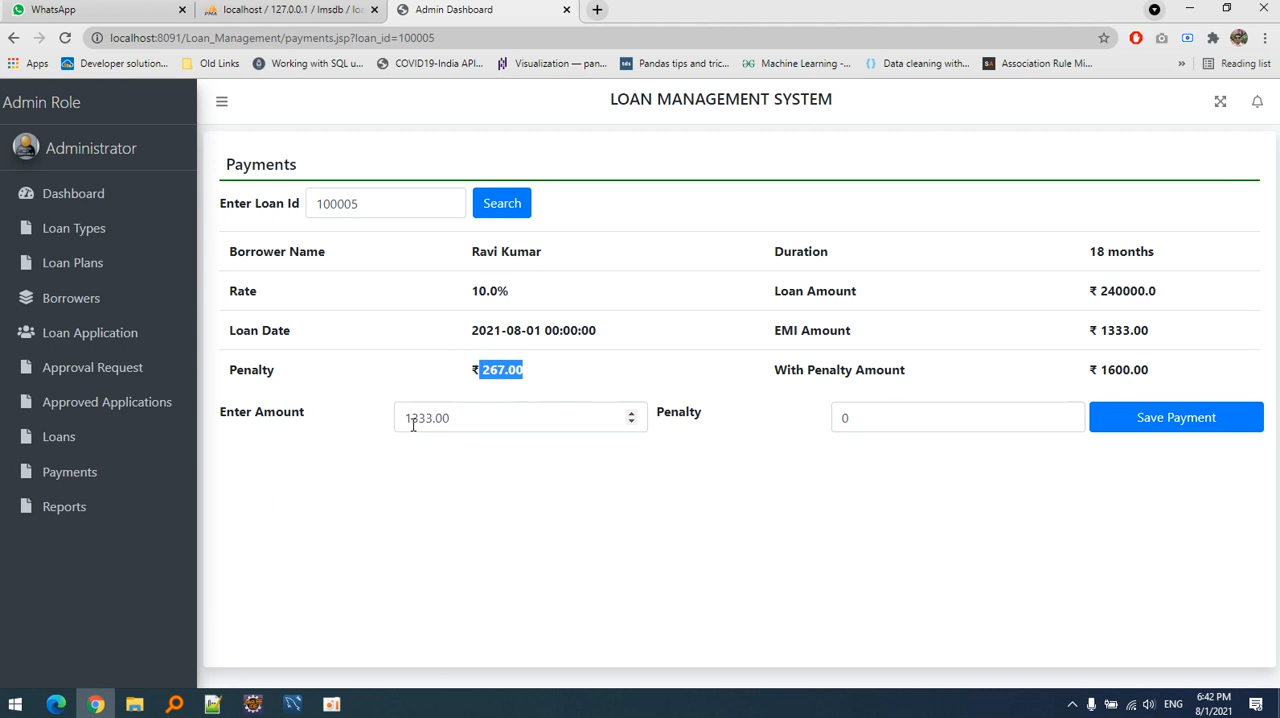 WhatsApp
localhost / 127.0.0.1 / lmsdb / loa
Admin Dashboard
localhost:8091/Loan_Management/payments.jsp?loan_id=100005
Apps
Developer solution...
Old Links
Working with SQL u...
COVID19-India API...
Visualization — pan...
Pandas tips and tric...
Machine Learning -...
Data cleaning with...
Association Rule Mi...
»
Reading list
Admin Role
LOAN MANAGEMENT SYSTEM
Administrator
Dashboard
Loan Types
Loan Plans
Borrowers
Loan Application
Approval Request
Approved Applications
Loans
Payments
Reports
Payments
Enter Loan Id 100005 Search
Borrower Name Ravi Kumar Duration 18 months
Rate 10.0% Loan Amount ₹ 240000.0
Loan Date 2021-08-01 00:00:00 EMI Amount ₹ 1333.00
Penalty ₹ 267.00 With Penalty Amount ₹ 1600.00
Enter Amount 1333.00 Penalty 0 Save Payment
ENG
6:42 PM
8/1/2021